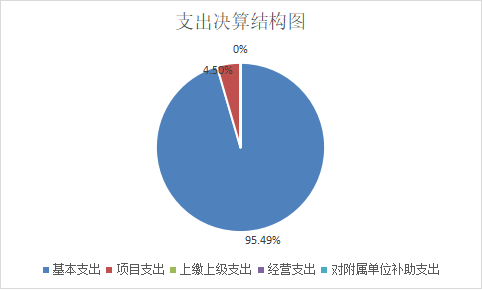 支出决算结构图
0%
4.50%
95.49%
基本支出 项目支出 上缴上级支出 经营支出 对附属单位补助支出